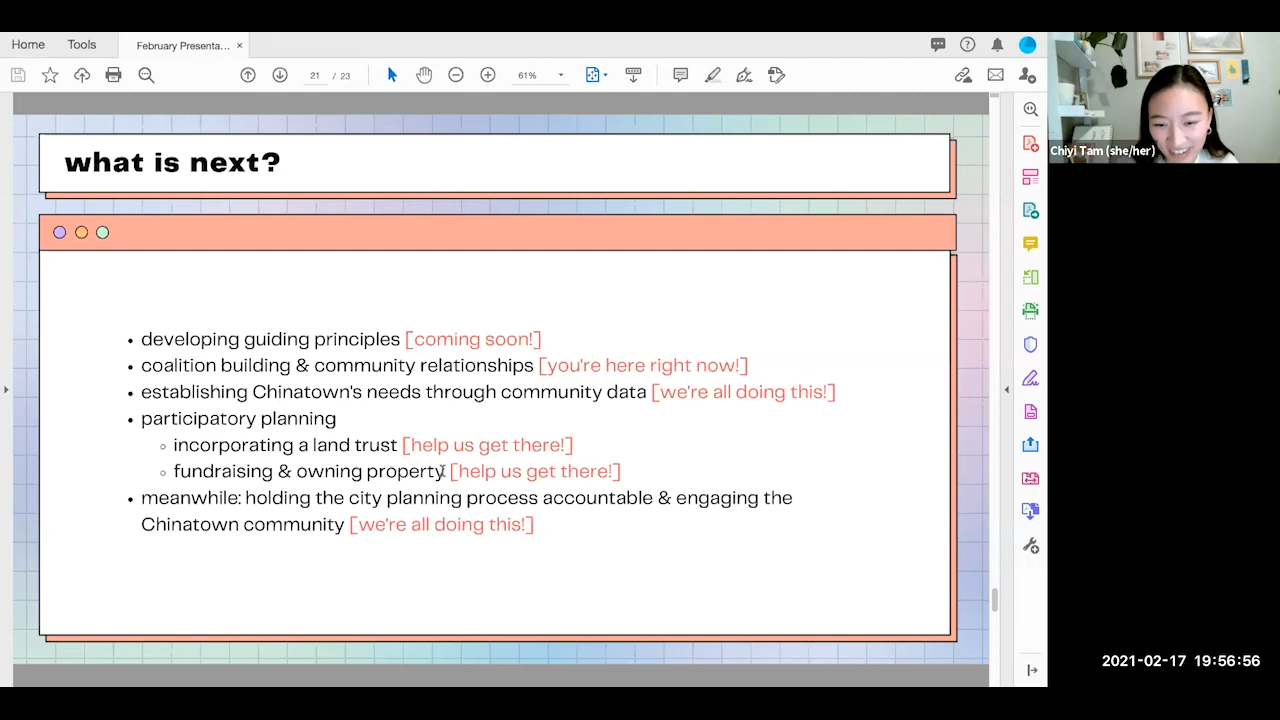 Home Tools February Presenta... ×
21 / 23 61%
Chiyi Tam (she/her)
what is next?
• developing guiding principles [coming soon!]
• coalition building & community relationships [you're here right now!]
• establishing Chinatown's needs through community data [we're all doing this!]
• participatory planning
◦ incorporating a land trust [help us get there!]
◦ fundraising & owning property [help us get there!]
• meanwhile: holding the city planning process accountable & engaging the
Chinatown community [we're all doing this!]
2021-02-17 19:56:56